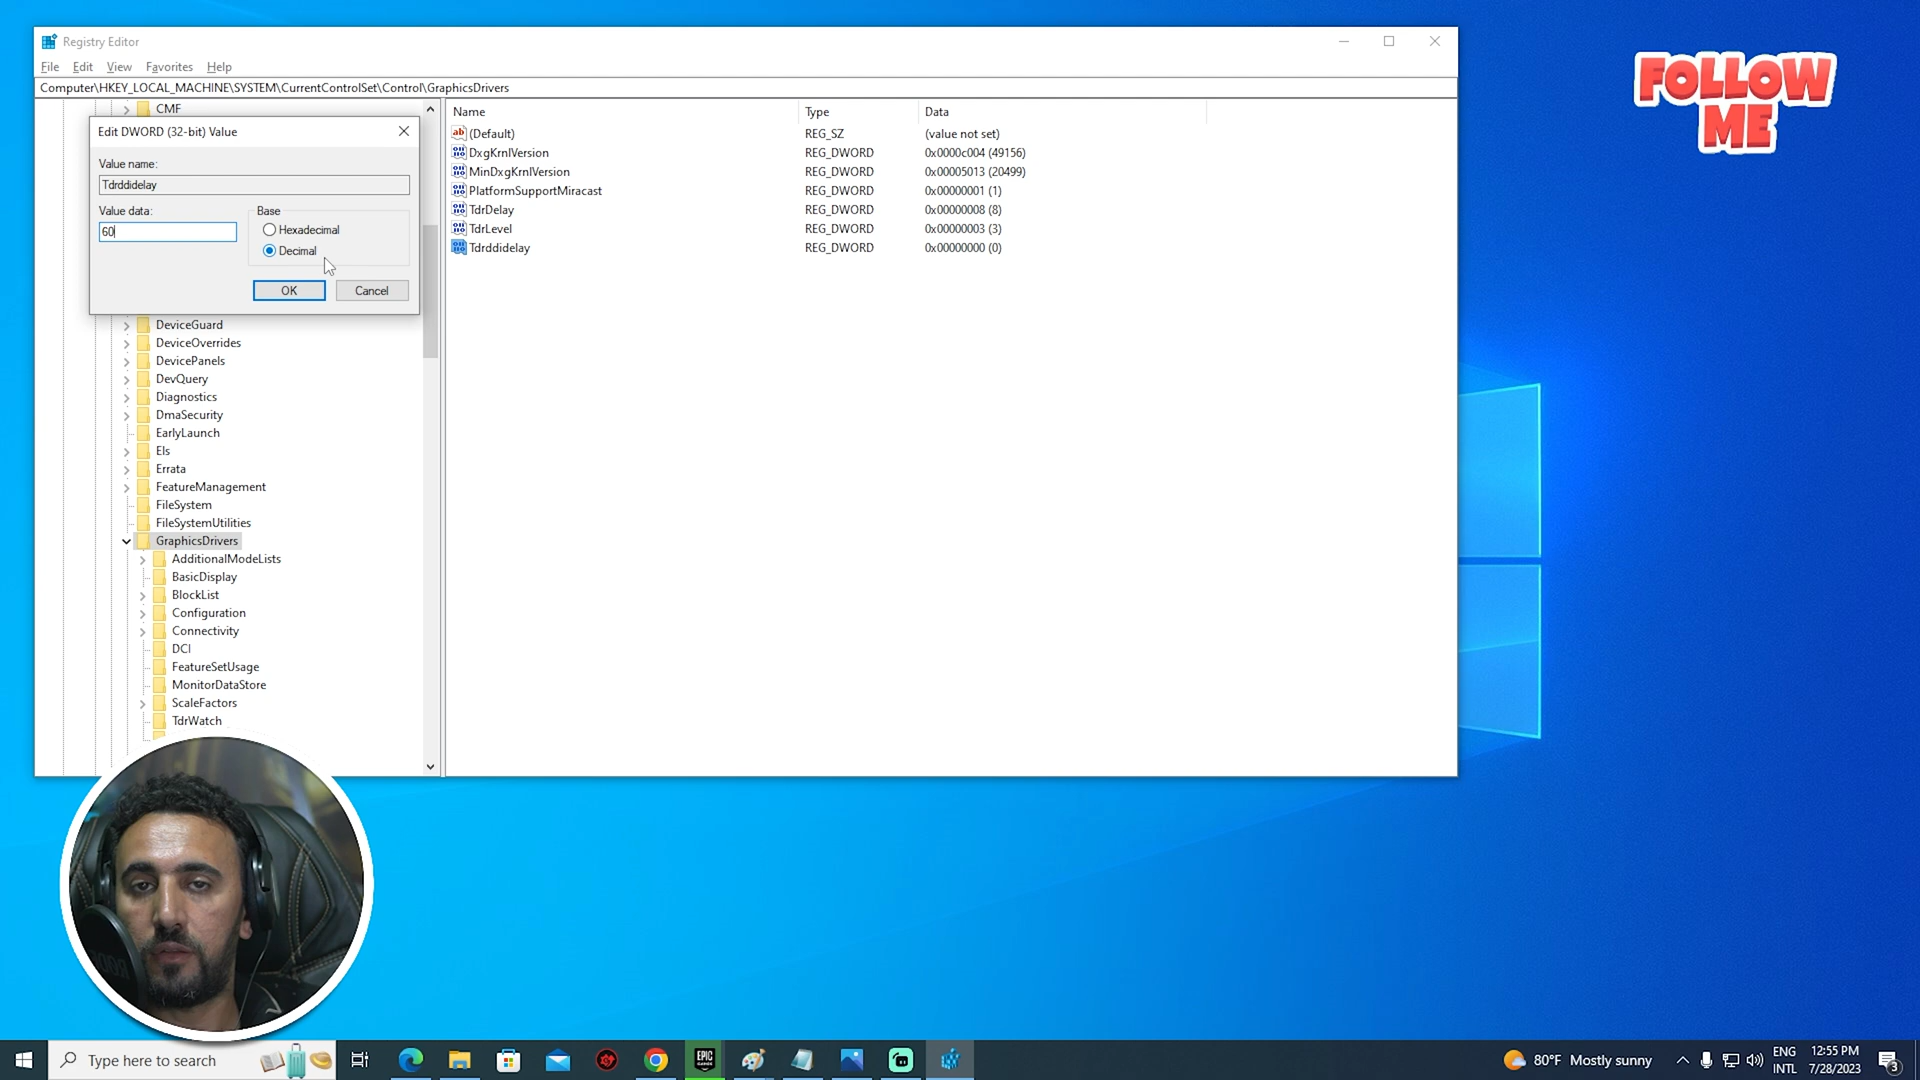 Registry Editor
File Edit View Favorites Help
Computer\HKEY_LOCAL_MACHINE\SYSTEM\CurrentControlSet\Control\GraphicsDrivers
CMF
Edit DWORD (32-bit) Value
Value name:
Tdrddidelay
Value data:
60
Base
Hexadecimal
Decimal
OK Cancel
DeviceGuard
DeviceOverrides
DevicePanels
DevQuery
Diagnostics
DmaSecurity
EarlyLaunch
Els
Errata
FeatureManagement
FileSystem
FileSystemUtilities
GraphicsDrivers
AdditionalModeLists
BasicDisplay
BlockList
Configuration
Connectivity
DCI
FeatureSetUsage
MonitorDataStore
ScaleFactors
TdrWatch
Name Type Data
ab (Default) REG_SZ (value not set)
DxgKrnlVersion REG_DWORD 0x0000c004 (49156)
MinDxgKrnlVersion REG_DWORD 0x00005013 (20499)
PlatformSupportMiracast REG_DWORD 0x00000001 (1)
TdrDelay REG_DWORD 0x00000008 (8)
TdrLevel REG_DWORD 0x00000003 (3)
Tdrddidelay REG_DWORD 0x00000000 (0)
FOLLOW
ME
RODE
Type here to search
EPIC
GAMES
80°F Mostly sunny
ENG
INTL
12:55 PM
7/28/2023
3